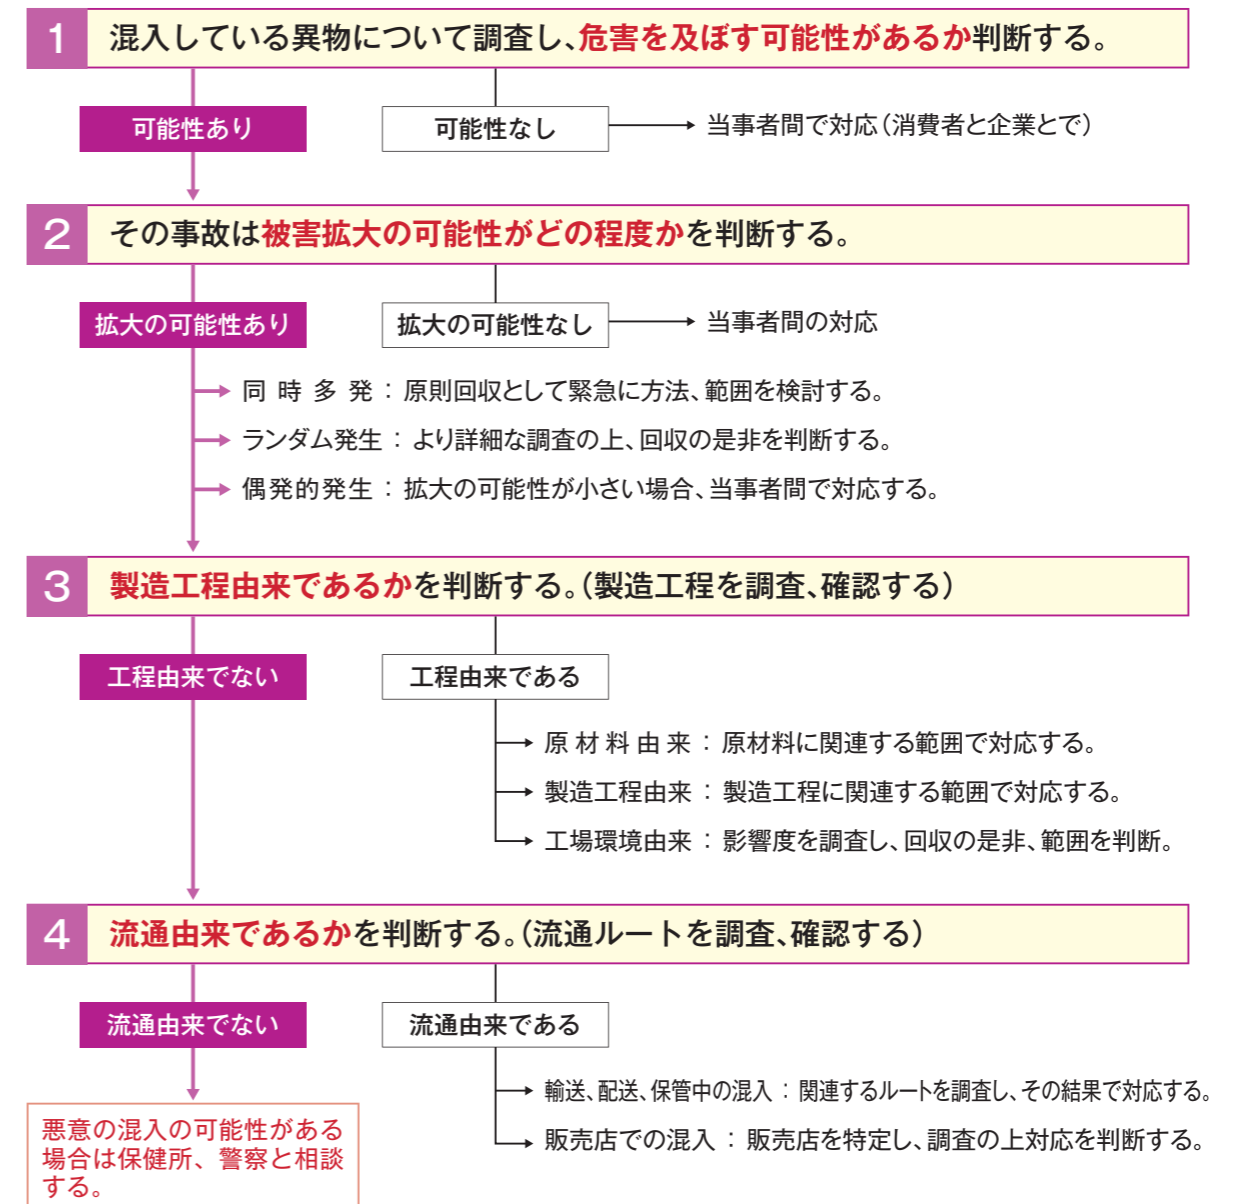 1 混入している異物について調査し、危害を及ぼす可能性があるか判断する。
可能性あり
可能性なし
当事者間で対応(消費者と企業とで)
2 その事故は被害拡大の可能性がどの程度かを判断する。
拡大の可能性あり
拡大の可能性なし
当事者間の対応
同時多発：原則回収として緊急に方法、範囲を検討する。
ランダム発生：より詳細な調査の上、回収の是非を判断する。
偶発的発生：拡大の可能性が小さい場合、当事者間で対応する。
3 製造工程由来であるかを判断する。(製造工程を調査、確認する)
工程由来でない
工程由来である
原材料由来：原材料に関連する範囲で対応する。
製造工程由来：製造工程に関連する範囲で対応する。
工場環境由来：影響度を調査し、回収の是非、範囲を判断。
4 流通由来であるかを判断する。(流通ルートを調査、確認する)
流通由来でない
流通由来である
輸送、配送、保管中の混入：関連するルートを調査し、その結果で対応する。
販売店での混入：販売店を特定し、調査の上対応を判断する。
悪意の混入の可能性がある
場合は保健所、警察と相談
する。